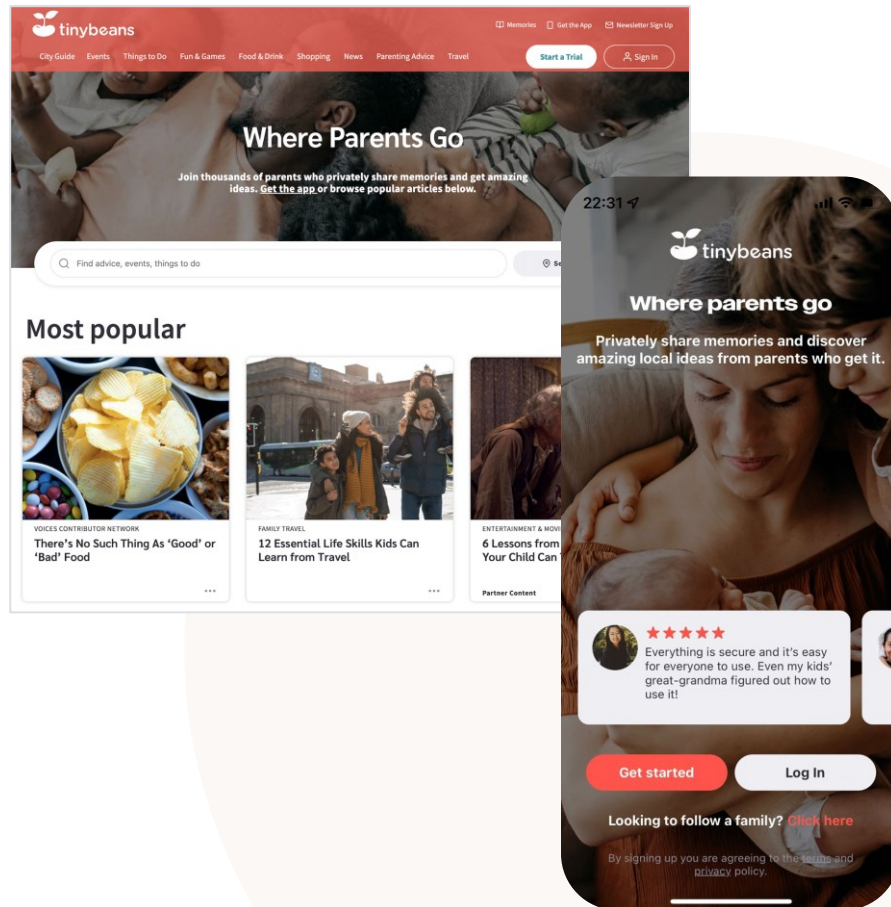 tinybeans
Memories
Get the App
Newsletter Sign Up
City Guide Events Things to Do Fun & Games Food & Drink Shopping News Parenting Advice Travel
Start a Trial
Sign In
Where Parents Go
Join thousands of parents who privately share memories and get amazing
ideas. Get the app or browse popular articles below.
Find advice, events, things to do
Most popular
VOICES CONTRIBUTOR NETWORK
There's No Such Thing As 'Good' or
'Bad' Food
FAMILY TRAVEL
12 Essential Life Skills Kids Can
Learn from Travel
ENTERTAINMENT &
6 Lessons from
Your Child Can
Partner Content
22:31
tinybeans
Where parents go
Privately share memories and discover
amazing local ideas from parents who get it.
Everything is secure and it's easy
for everyone to use. Even my kids'
great-grandma figured out how to
use it!
Get started
Log In
Looking to follow a family? Click here
By signing up you are agreeing to the terms and
privacy policy.